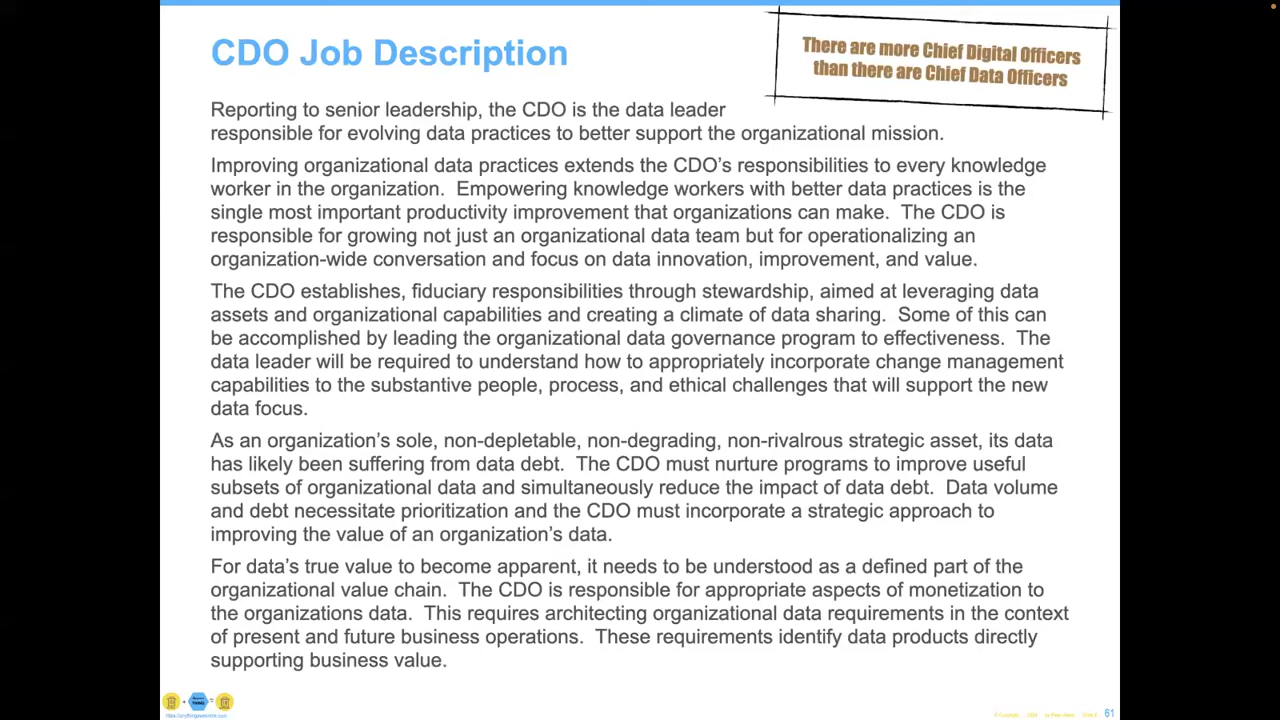 CDO Job Description
There are more Chief Digital Officers
than there are Chief Data Officers
Reporting to senior leadership, the CDO is the data leader
responsible for evolving data practices to better support the organizational mission.
Improving organizational data practices extends the CDO's responsibilities to every knowledge
worker in the organization.  Empowering knowledge workers with better data practices is the
single most important productivity improvement that organizations can make.  The CDO is
responsible for growing not just an organizational data team but for operationalizing an
organization-wide conversation and focus on data innovation, improvement, and value.
The CDO establishes, fiduciary responsibilities through stewardship, aimed at leveraging data
assets and organizational capabilities and creating a climate of data sharing.  Some of this can
be accomplished by leading the organizational data governance program to effectiveness.  The
data leader will be required to understand how to appropriately incorporate change management
capabilities to the substantive people, process, and ethical challenges that will support the new
data focus.
As an organization's sole, non-depletable, non-degrading, non-rivalrous strategic asset, its data
has likely been suffering from data debt.  The CDO must nurture programs to improve useful
subsets of organizational data and simultaneously reduce the impact of data debt.  Data volume
and debt necessitate prioritization and the CDO must incorporate a strategic approach to
improving the value of an organization's data.
For data's true value to become apparent, it needs to be understood as a defined part of the
organizational value chain.  The CDO is responsible for appropriate aspects of monetization to
the organizations data.  This requires architecting organizational data requirements in the context
of present and future business operations.  These requirements identify data products directly
supporting business value.
61